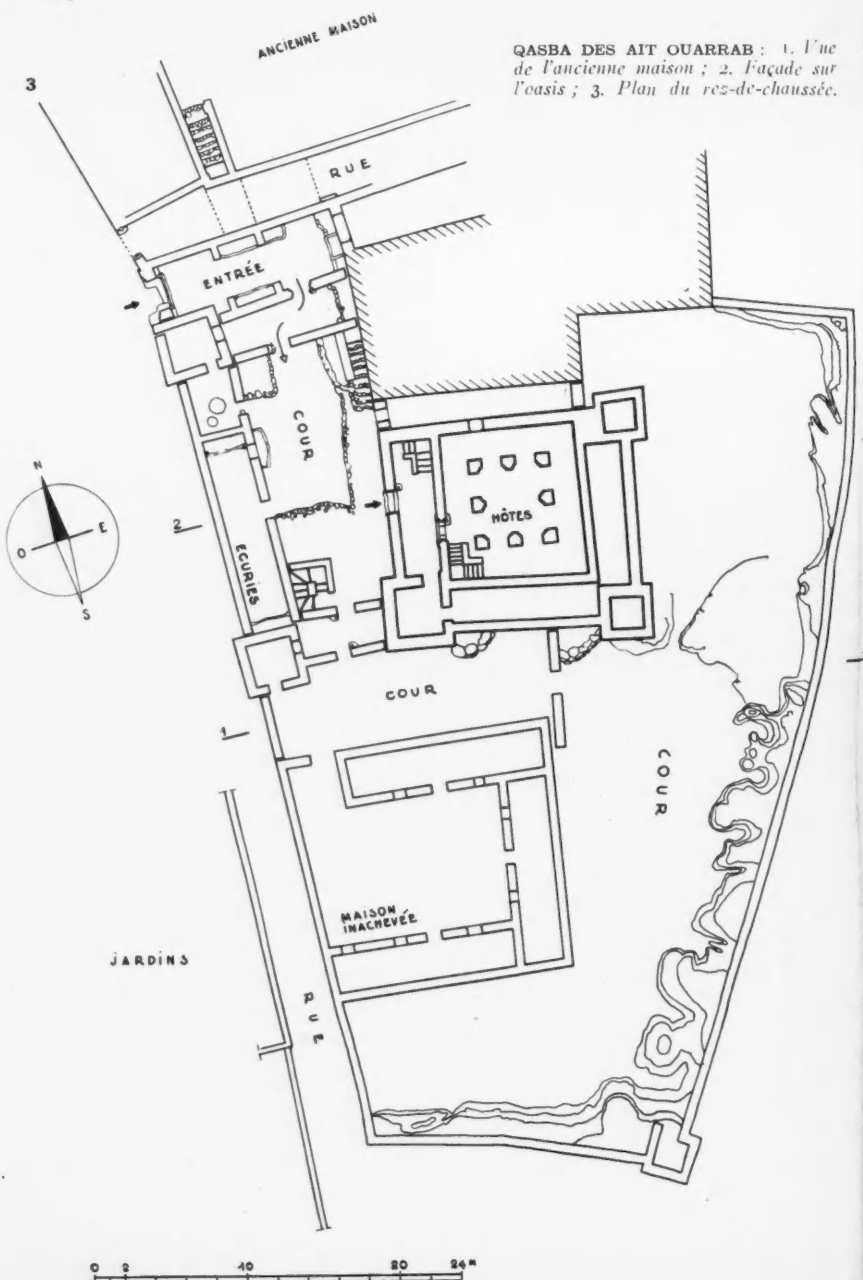 ANCIENNE MAISON
QASBA DES AIT OUARRAB : 1. Vue
de l'ancienne maison ; 2. Façade sur
l'oasis ; 3. Plan du rez-de-chaussée.
3
RUE
ENTRÉE
COUR
N
O
E
S
2
HÔTES
ECURIES
COUR
1
COUR
MAISON
INACHEVÉE
JARDINS
RUE
0 2 10 20 24 m